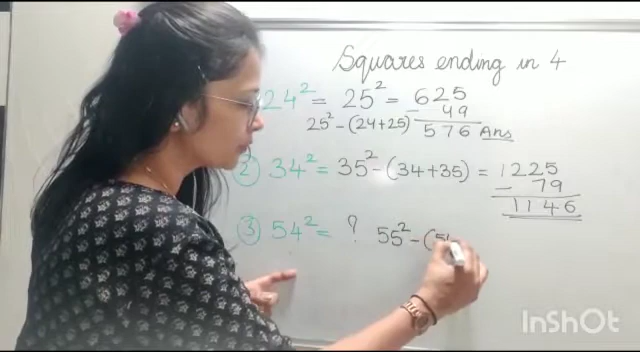 Squares ending in 4
24² = 25² = 625
25² - (24+25) - 49
576 Ans
2) 34² = 35² - (34+35) = 1225
- 79
1146
3) 54² = ? 55² - (5
InShOt